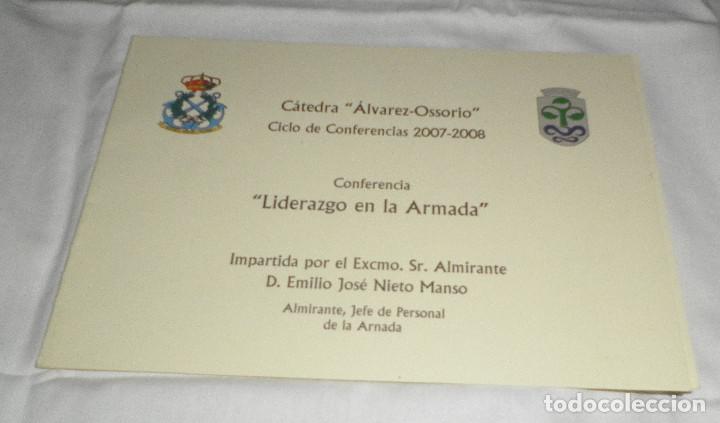 Cátedra "Álvarez-Ossorio"
Ciclo de Conferencias 2007-2008
Conferencia
"Liderazgo en la Armada"
Impartida por el Excmo. Sr. Almirante
D. Emilio José Nieto Manso
Almirante, Jefe de Personal
de la Arnada
todocoleccion.net